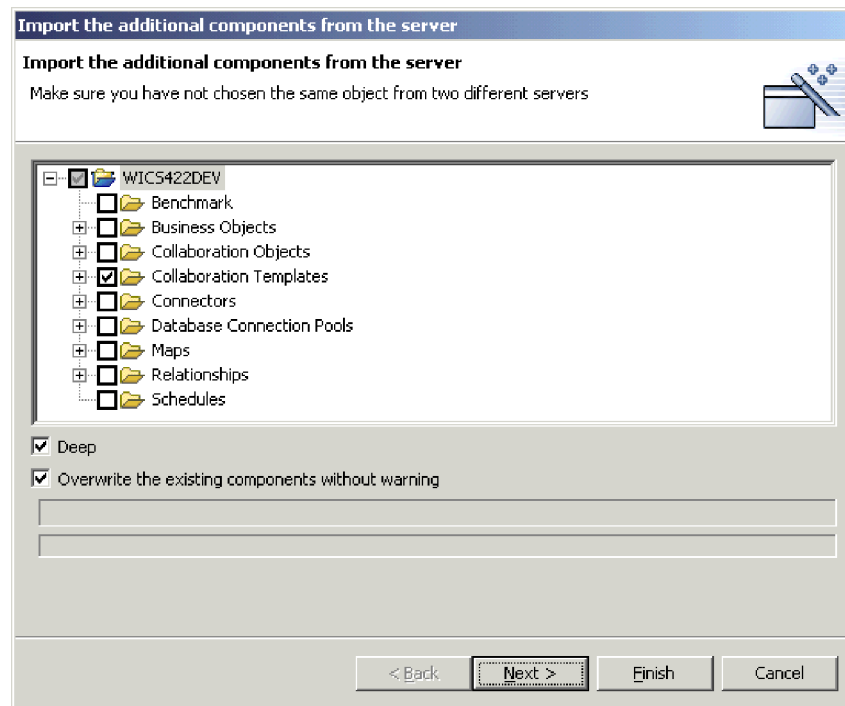 Import the additional components from the server
Import the additional components from the server
Make sure you have not chosen the same object from two different servers
WICS422DEV
Benchmark
Business Objects
Collaboration Objects
Collaboration Templates
Connectors
Database Connection Pools
Maps
Relationships
Schedules
Deep
Overwrite the existing components without warning
< Back
Next >
Finish
Cancel